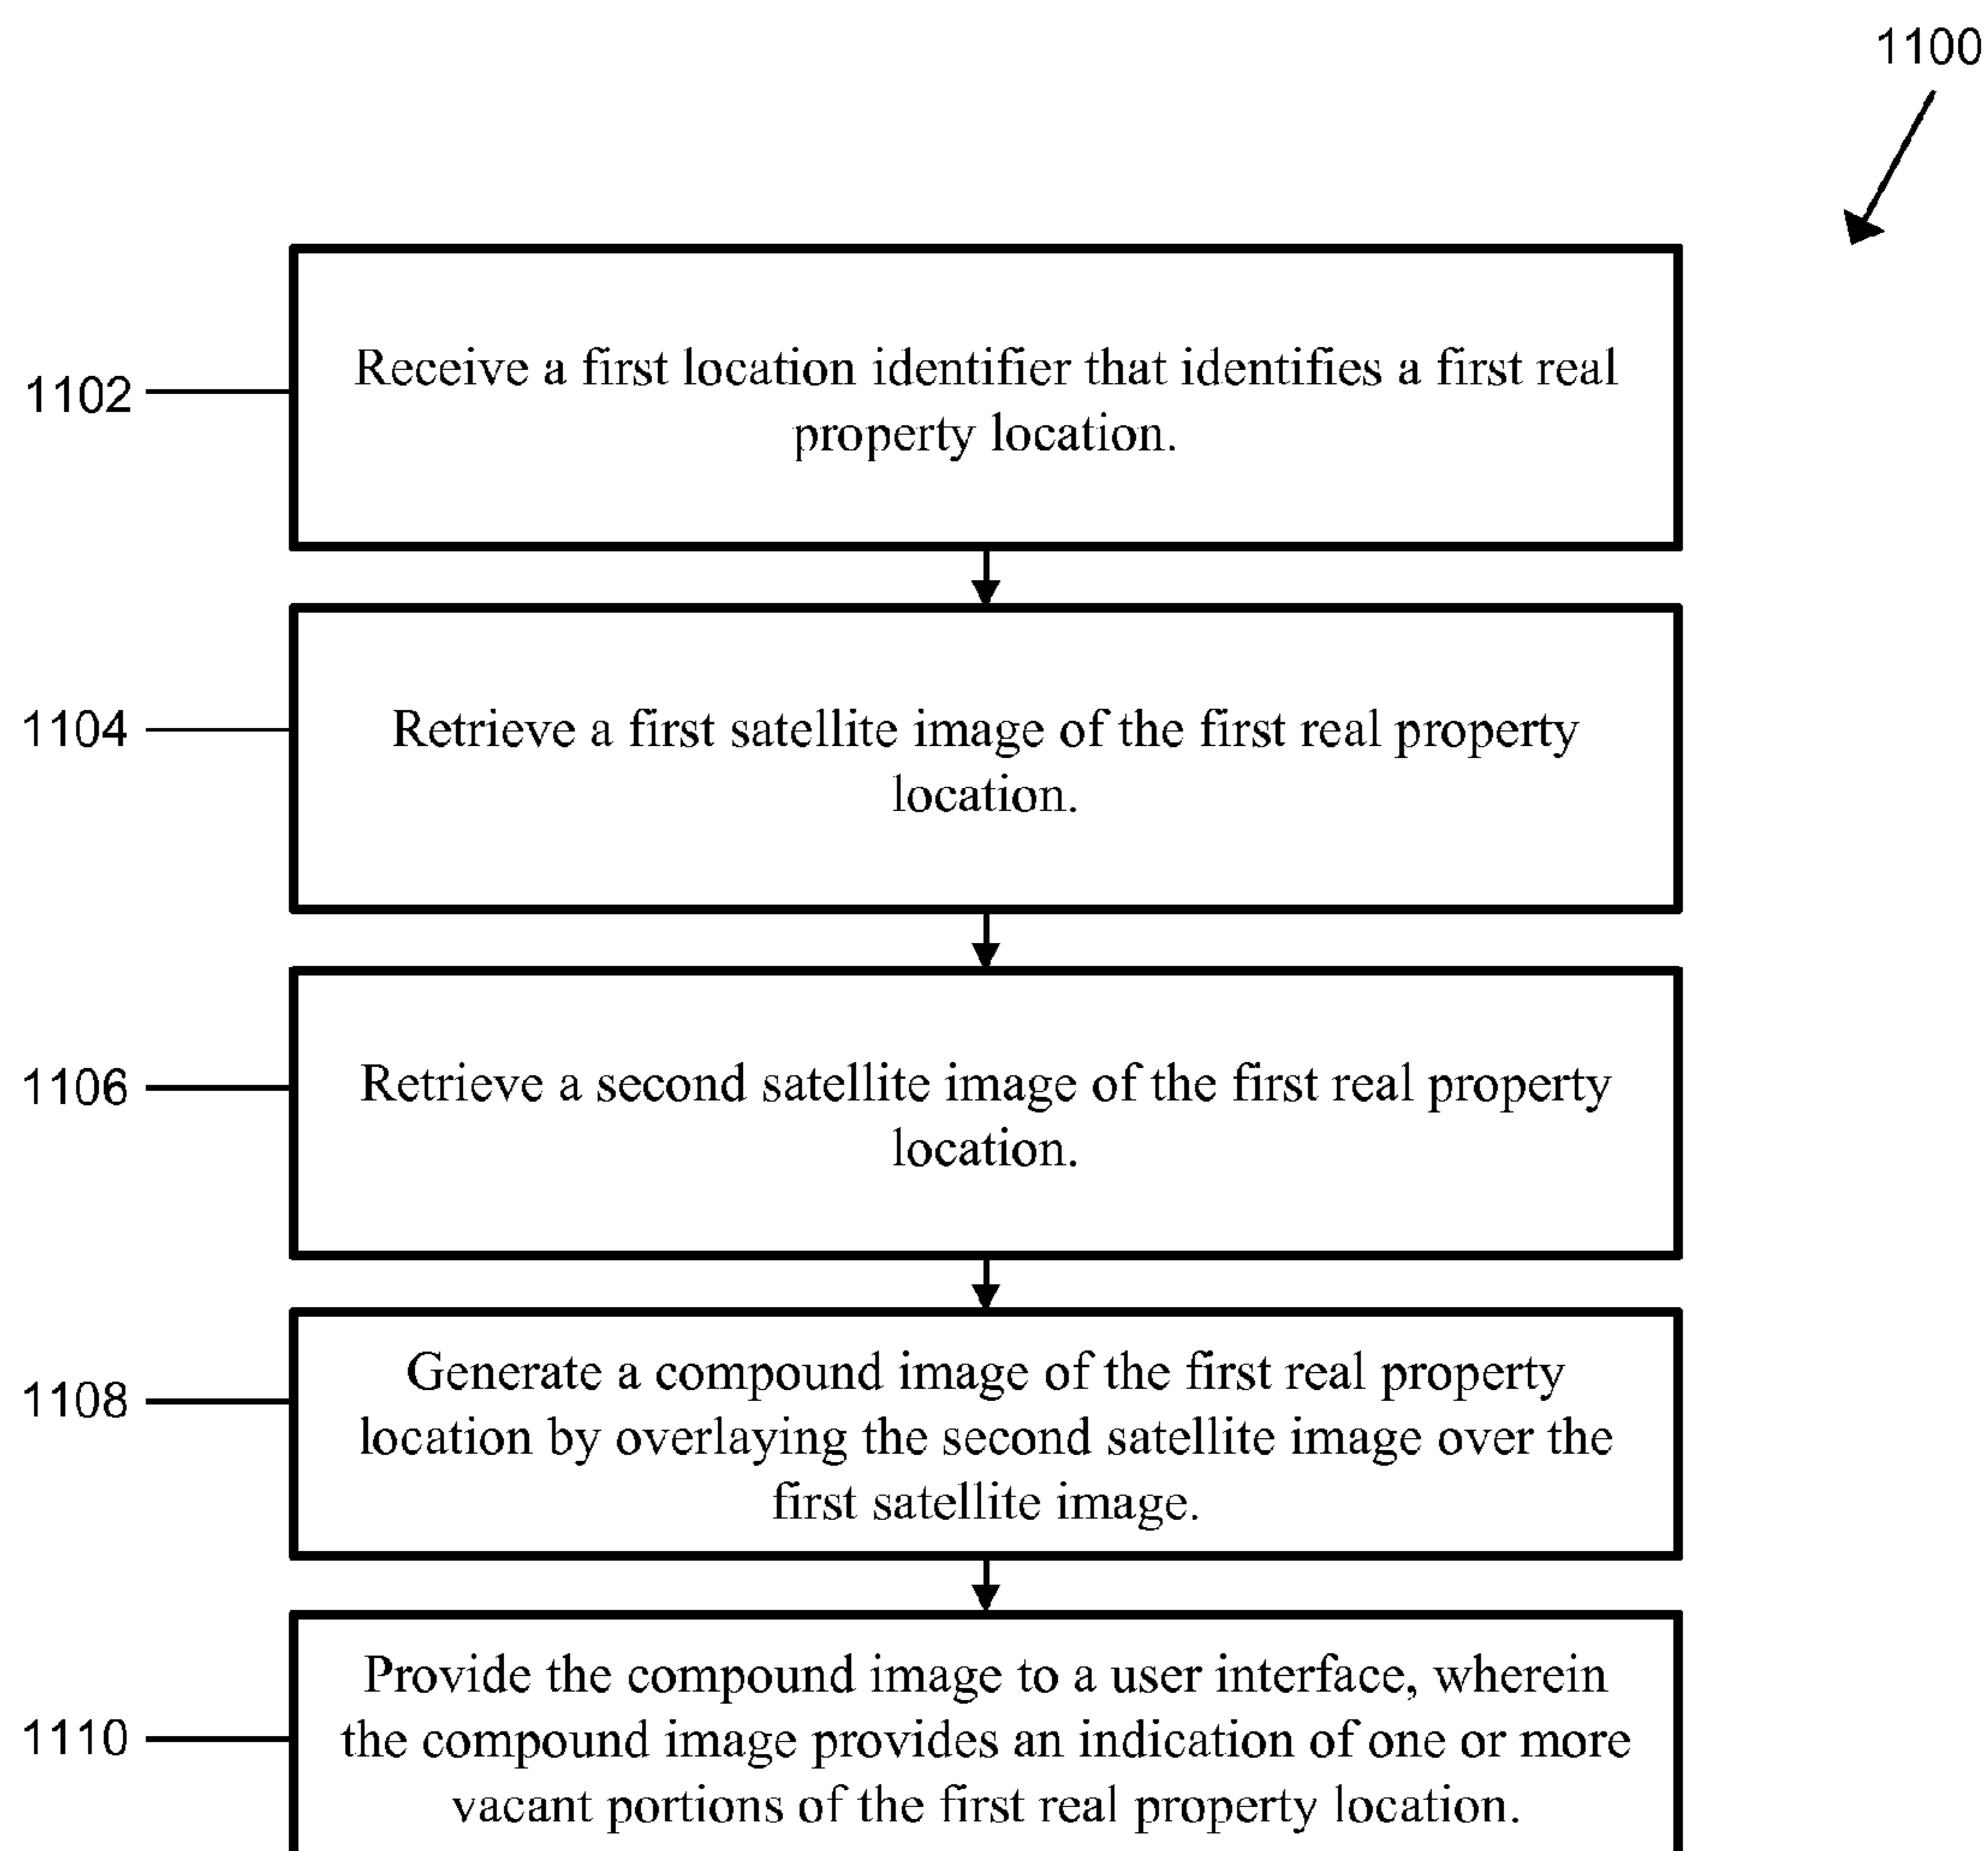 1100
1102
Receive a first location identifier that identifies a first real
property location.
1104
Retrieve a first satellite image of the first real property
location.
1106
Retrieve a second satellite image of the first real property
location.
1108
Generate a compound image of the first real property
location by overlaying the second satellite image over the
first satellite image.
1110
Provide the compound image to a user interface, wherein
the compound image provides an indication of one or more
vacant portions of the first real property location.